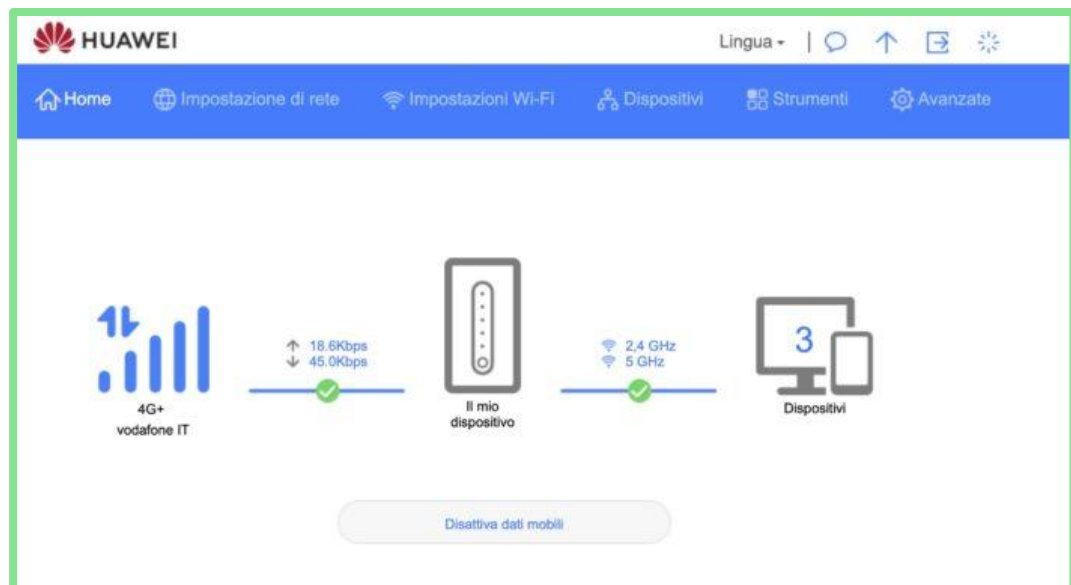 HUAWEI
Lingua
Home
Impostazione di rete
Impostazioni Wi-Fi
Dispositivi
Strumenti
Avanzate
18.6Kbps
45.0Kbps
2,4 GHz
5 GHz
3
4G+
vodafone IT
Il mio
dispositivo
Dispositivi
Disattiva dati mobili